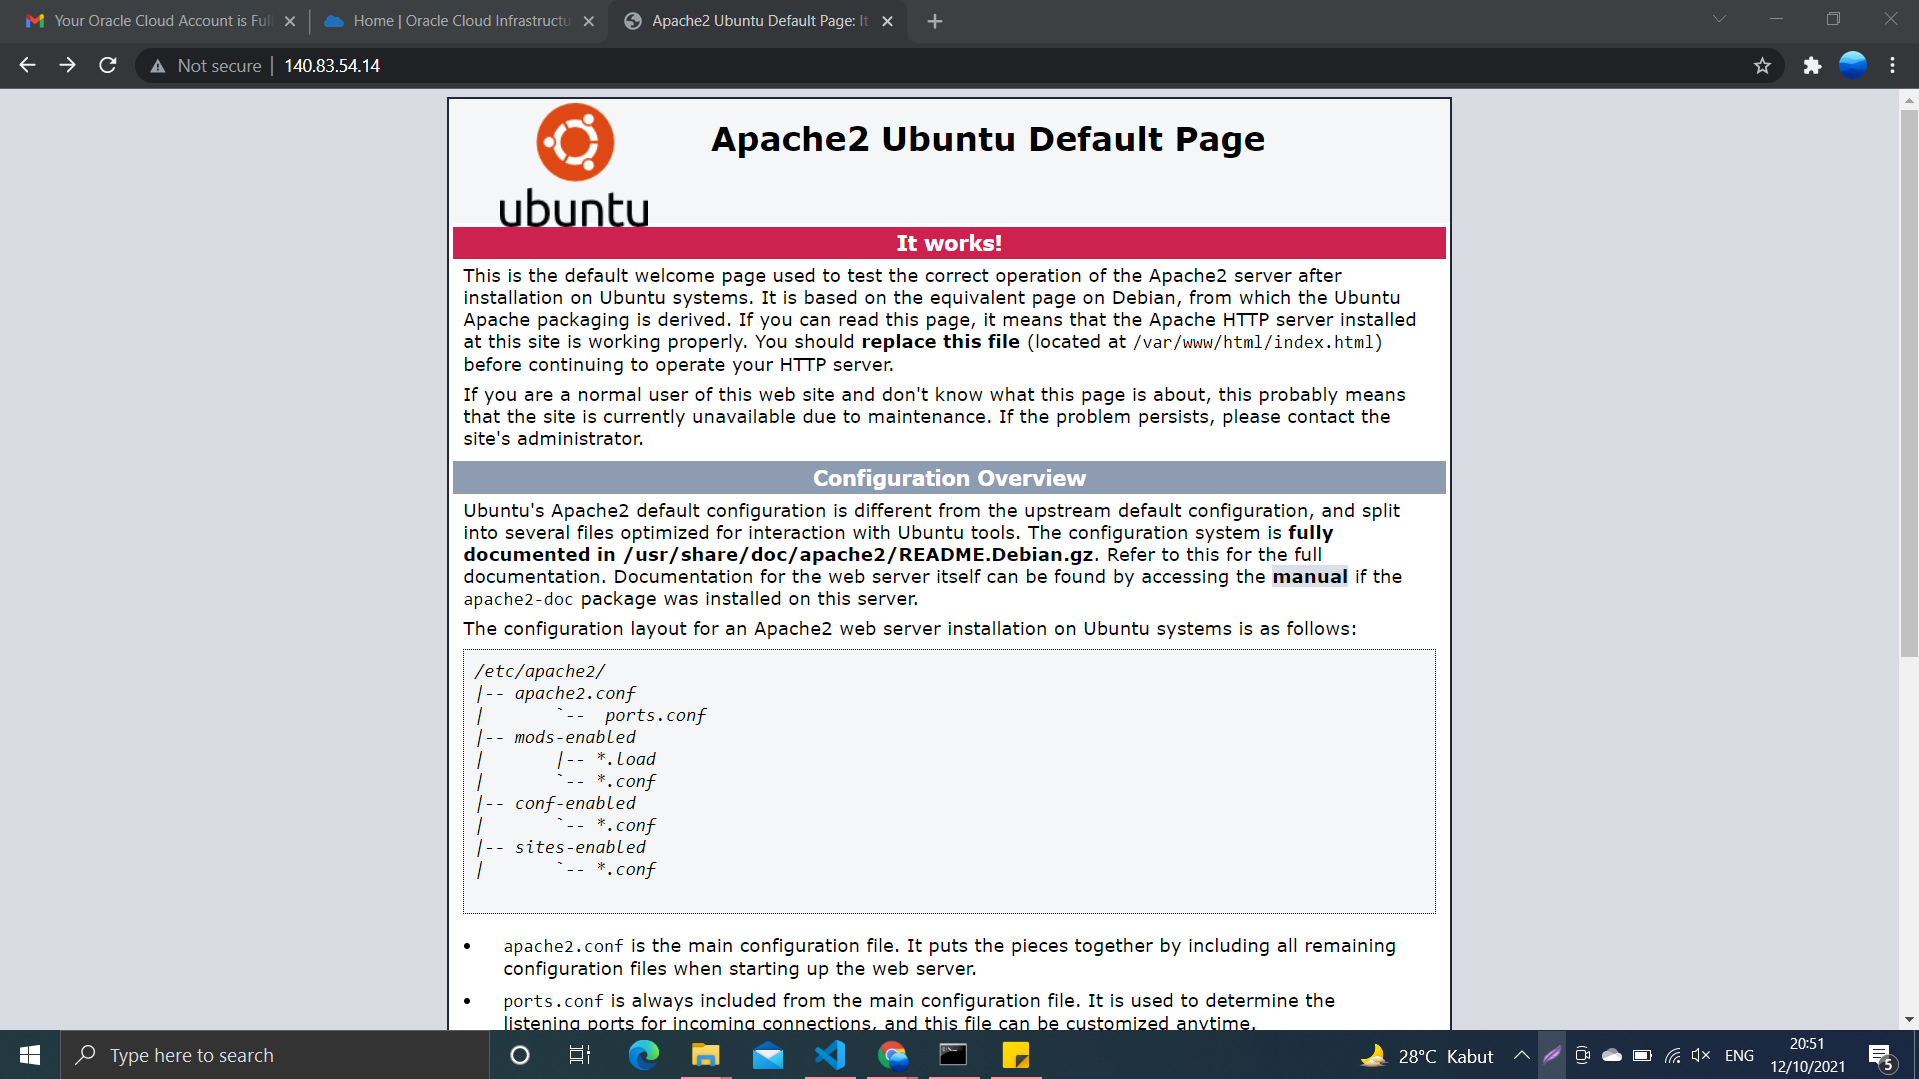 Your Oracle Cloud Account is Ful
Home | Oracle Cloud Infrastructu
Apache2 Ubuntu Default Page: It
Not secure | 140.83.54.14
ubuntu
Apache2 Ubuntu Default Page
It works!
This is the default welcome page used to test the correct operation of the Apache2 server after
installation on Ubuntu systems. It is based on the equivalent page on Debian, from which the Ubuntu
Apache packaging is derived. If you can read this page, it means that the Apache HTTP server installed
at this site is working properly. You should replace this file (located at /var/www/html/index.html)
before continuing to operate your HTTP server.
If you are a normal user of this web site and don't know what this page is about, this probably means
that the site is currently unavailable due to maintenance. If the problem persists, please contact the
site's administrator.
Configuration Overview
Ubuntu's Apache2 default configuration is different from the upstream default configuration, and split
into several files optimized for interaction with Ubuntu tools. The configuration system is fully
documented in /usr/share/doc/apache2/README.Debian.gz. Refer to this for the full
documentation. Documentation for the web server itself can be found by accessing the manual if the
apache2-doc package was installed on this server.
The configuration layout for an Apache2 web server installation on Ubuntu systems is as follows:
/etc/apache2/
|-- apache2.conf
|       `--  ports.conf
|-- mods-enabled
|       |-- *.load
|       `-- *.conf
|-- conf-enabled
|       `-- *.conf
|-- sites-enabled
|       `-- *.conf
• apache2.conf is the main configuration file. It puts the pieces together by including all remaining
configuration files when starting up the web server.
• ports.conf is always included from the main configuration file. It is used to determine the
listening ports for incoming connections, and this file can be customized anytime.
Type here to search
28°C Kabut
ENG
20:51
12/10/2021
5